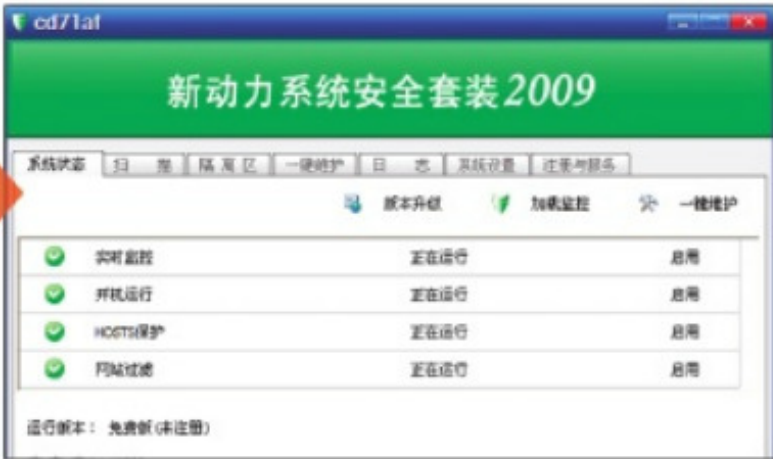 cd71af
新动力系统安全套装2009
系统状态 扫 描 隔离区 一键维护 日 志 系统设置 注册与服务
版本升级 加载监控 一键维护
实时监控 正在运行 启用
开机运行 正在运行 启用
HOSTS保护 正在运行 启用
网站过滤 正在运行 启用
运行版本: 免费版(未注册)